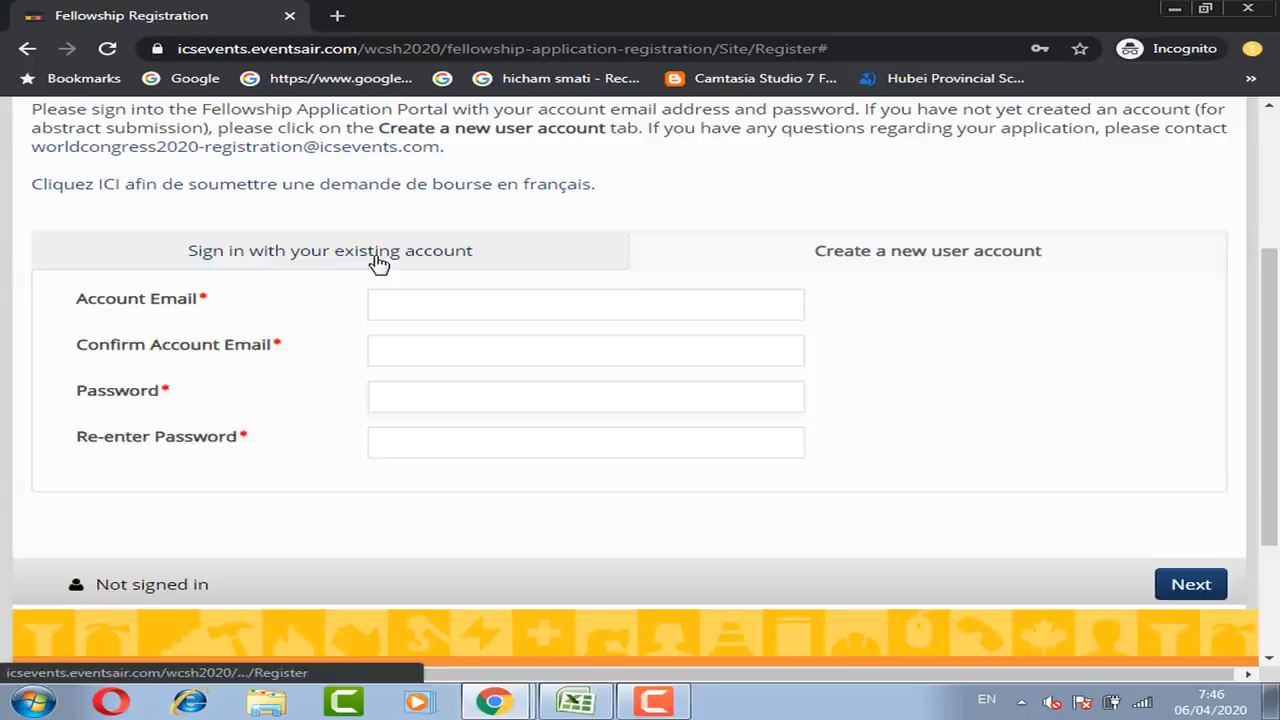 Fellowship Registration
icsevents.eventsair.com/wcsh2020/fellowship-application-registration/Site/Register#
Incognito
Bookmarks
Google
https://www.google...
hicham smati - Rec...
Camtasia Studio 7 F...
Hubei Provincial Sc...
»
Please sign into the Fellowship Application Portal with your account email address and password. If you have not yet created an account (for
abstract submission), please click on the Create a new user account tab. If you have any questions regarding your application, please contact
worldcongress2020-registration@icsevents.com.
Cliquez ICI afin de soumettre une demande de bourse en français.
Sign in with your existing account
Create a new user account
Account Email*
Confirm Account Email*
Password*
Re-enter Password*
Not signed in
Next
icsevents.eventsair.com/wcsh2020/.../Register
EN
7:46
06/04/2020